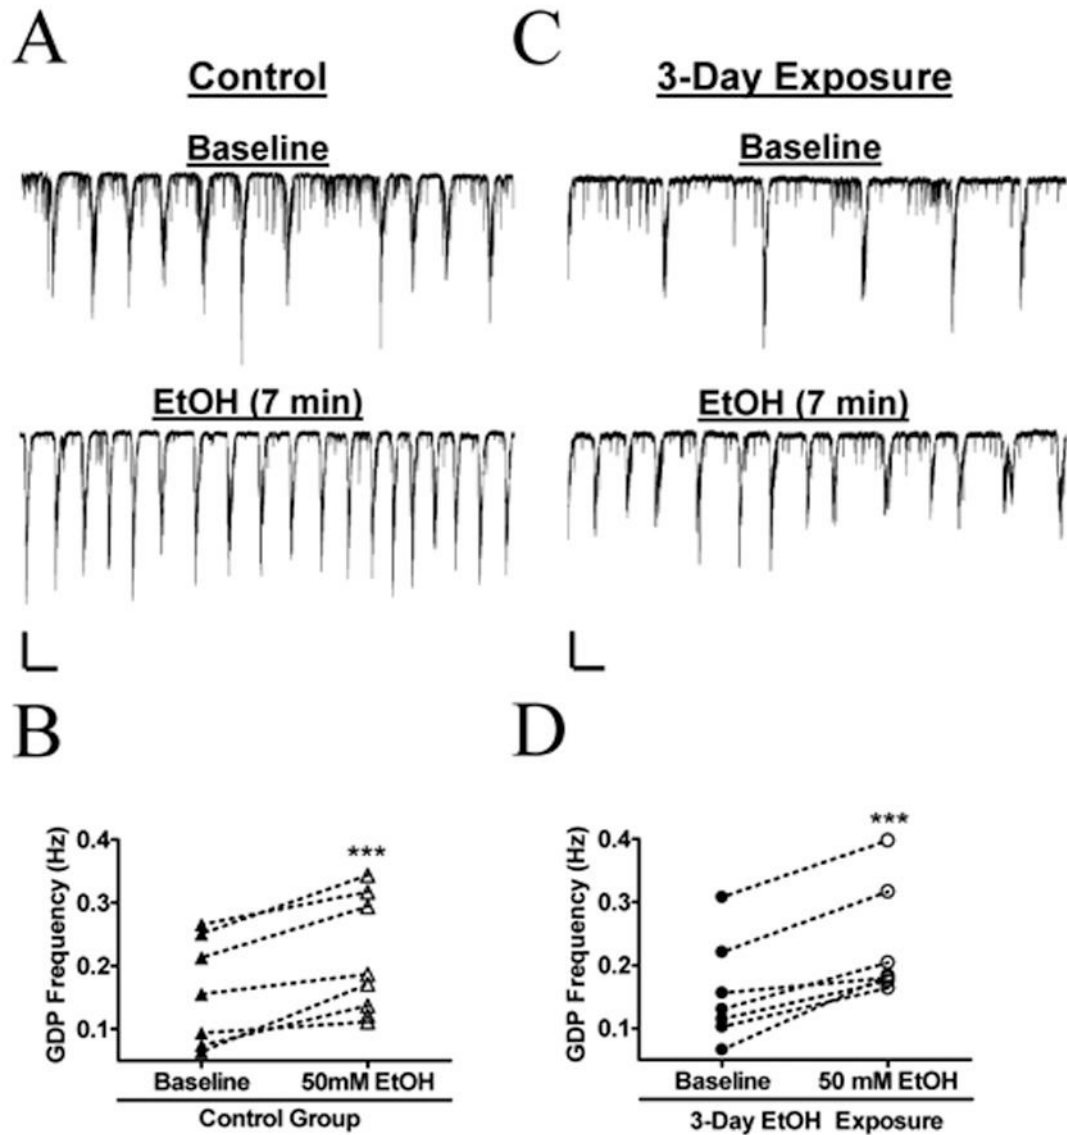 A
Control
Baseline
EtOH (7 min)
C
3-Day Exposure
Baseline
EtOH (7 min)
B
GDP Frequency (Hz)
0.4
0.3
0.2
0.1
***
Baseline
50mM EtOH
Control Group
D
GDP Frequency (Hz)
0.4
0.3
0.2
0.1
***
Baseline
50 mM EtOH
3-Day EtOH Exposure